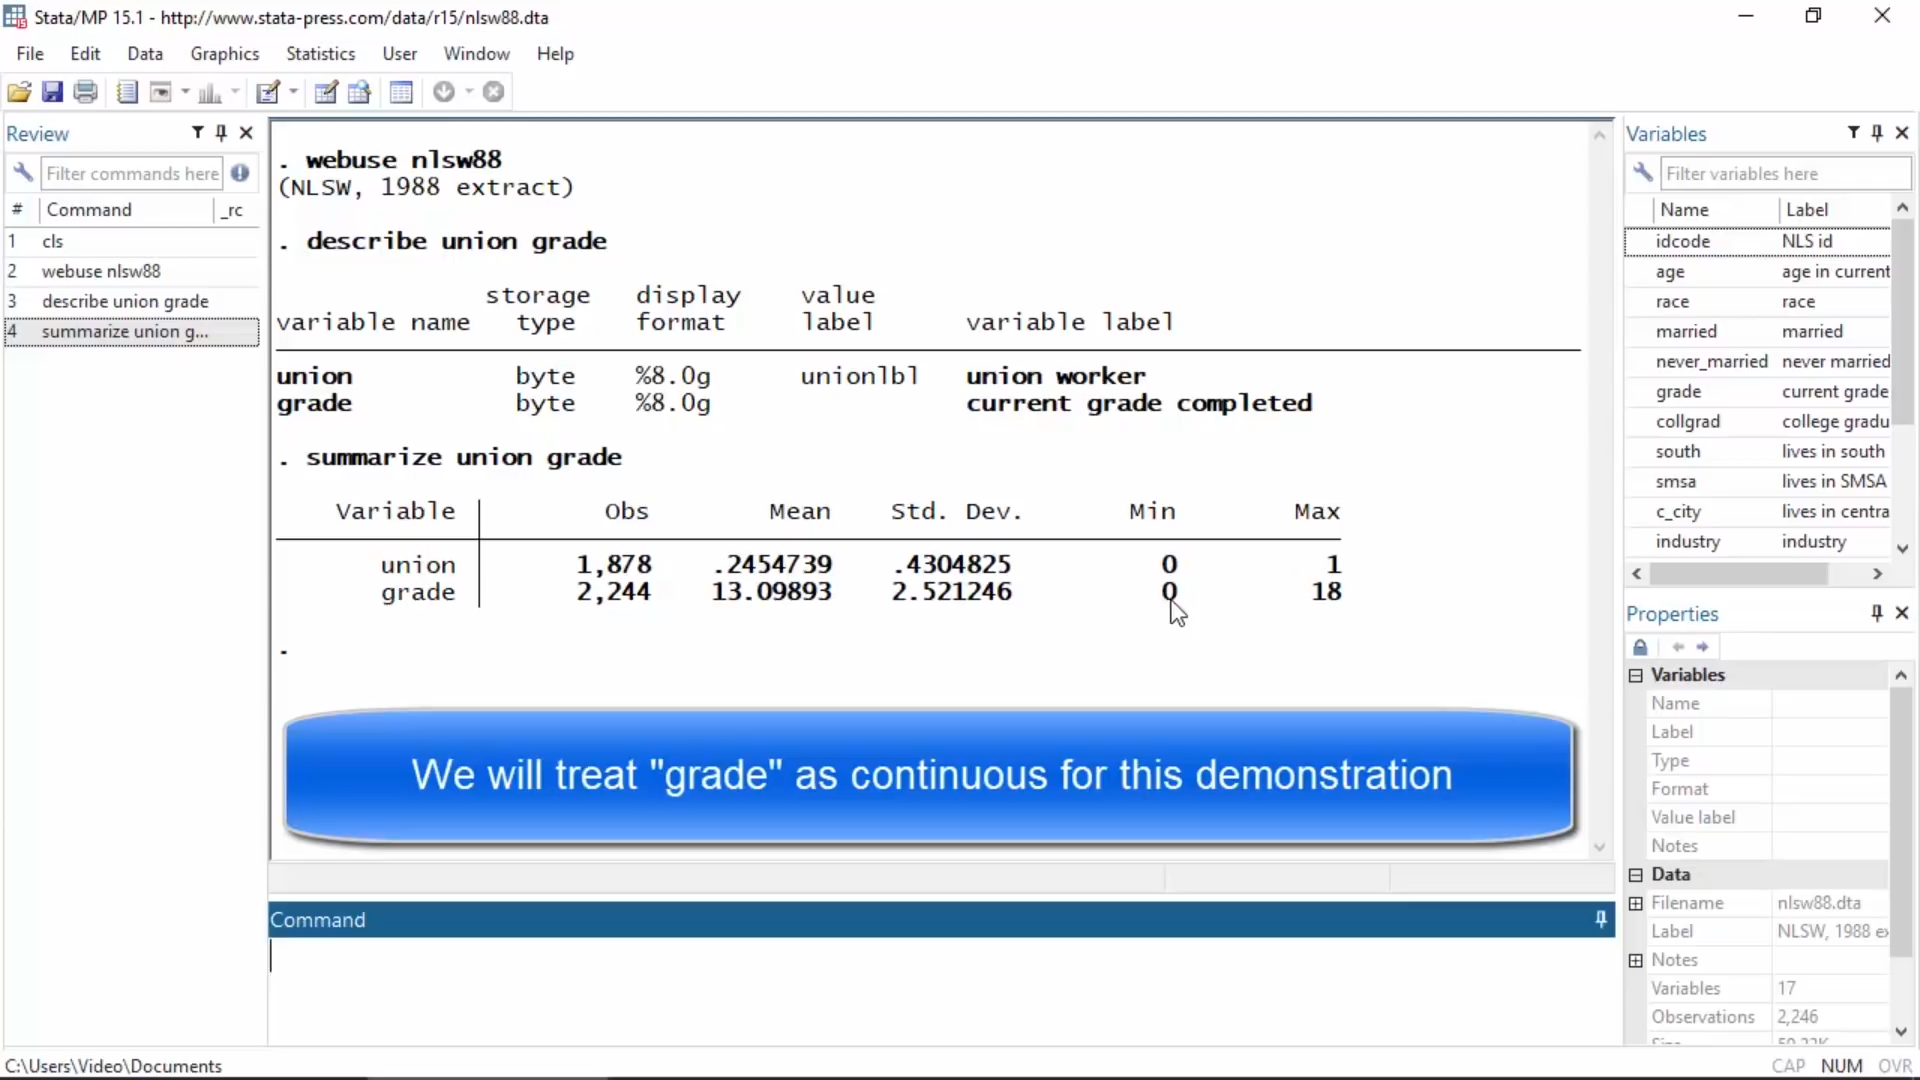 Stata/MP 15.1 - http://www.stata-press.com/data/r15/nlsw88.dta
File Edit Data Graphics Statistics User Window Help
Review
Filter commands here
# Command _rc
1 cls
2 webuse nlsw88
3 describe union grade
4 summarize union g...
. webuse nlsw88
(NLSW, 1988 extract)
. describe union grade
storage display value
variable name type format label variable label
union byte %8.0g unionlbl union worker
grade byte %8.0g current grade completed
. summarize union grade
Variable Obs Mean Std. Dev. Min Max
union 1,878 .2454739 .4304825 0 1
grade 2,244 13.09893 2.521246 0 18
.
We will treat "grade" as continuous for this demonstration
Command
Variables
Filter variables here
Name Label
idcode NLS id
age age in current
race race
married married
never_married never married
grade current grade
collgrad college gradu
south lives in south
smsa lives in SMSA
c_city lives in centra
industry industry
Properties
Variables
Name
Label
Type
Format
Value label
Notes
Data
Filename nlsw88.dta
Label NLSW, 1988 ex
Notes
Variables 17
Observations 2,246
C:\Users\Video\Documents
CAP NUM OVR